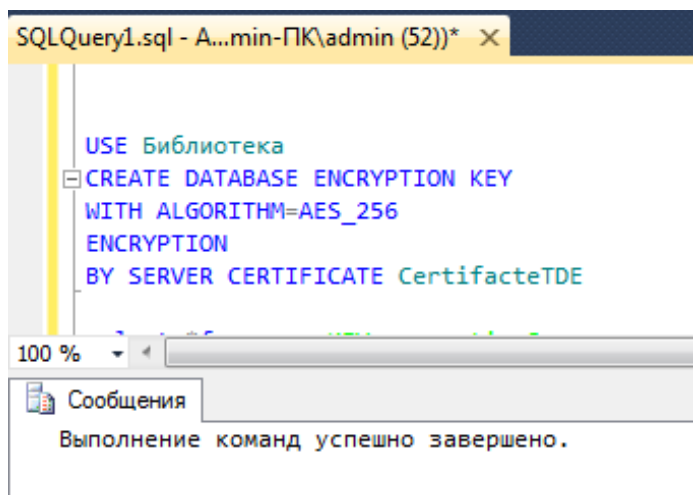 SQLQuery1.sql - A...min-ПК\admin (52))*
USE Библиотека
CREATE DATABASE ENCRYPTION KEY
WITH ALGORITHM=AES_256
ENCRYPTION
BY SERVER CERTIFICATE CertifacteTDE
100 %
Сообщения
Выполнение команд успешно завершено.